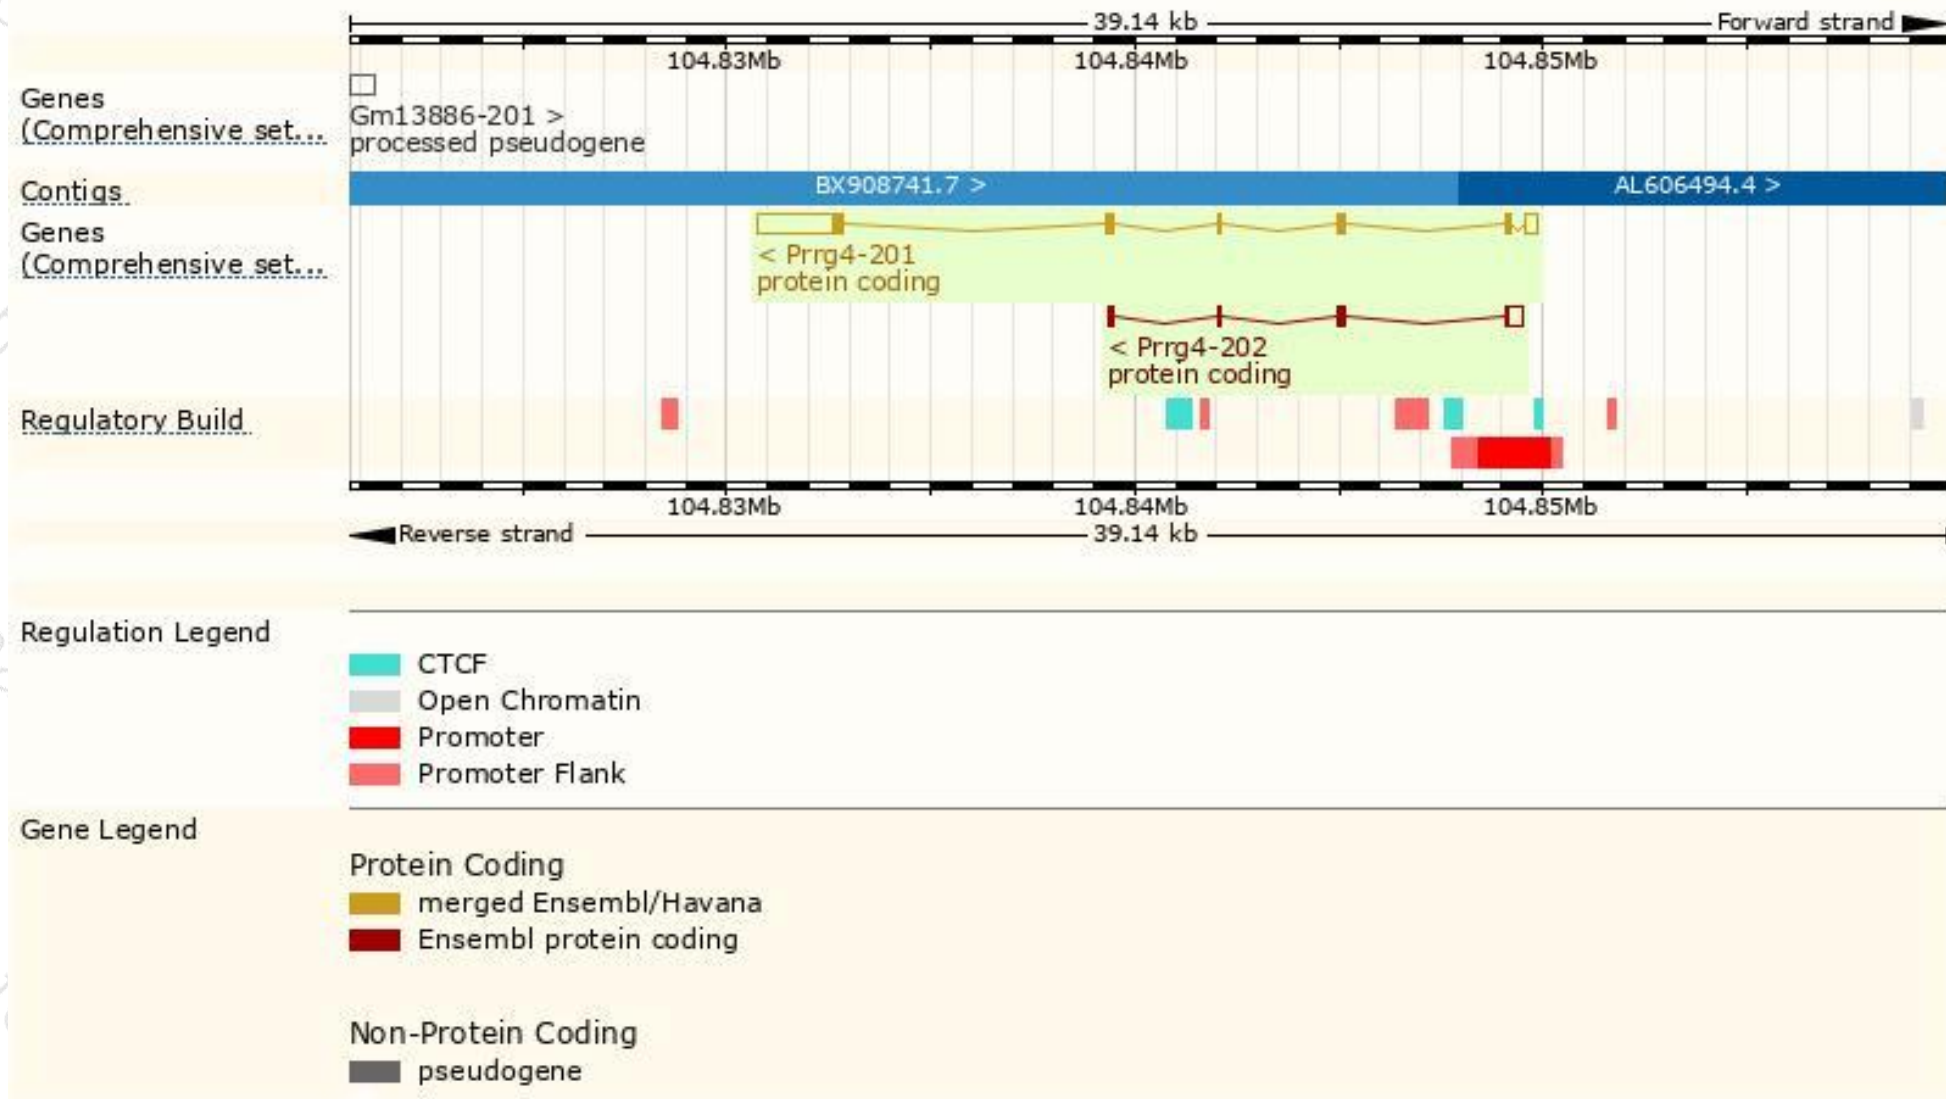 39.14 kb
Forward strand
104.83Mb 104.84Mb 104.85Mb
Genes
(Comprehensive set...
Gm13886-201 >
processed pseudogene
Contigs
BX908741.7 >
AL606494.4 >
Genes
(Comprehensive set...
< Prrg4-201
protein coding
< Prrg4-202
protein coding
Regulatory Build
104.83Mb 104.84Mb 104.85Mb
Reverse strand
39.14 kb
Regulation Legend
CTCF
Open Chromatin
Promoter
Promoter Flank
Gene Legend
Protein Coding
merged Ensembl/Havana
Ensembl protein coding
Non-Protein Coding
pseudogene